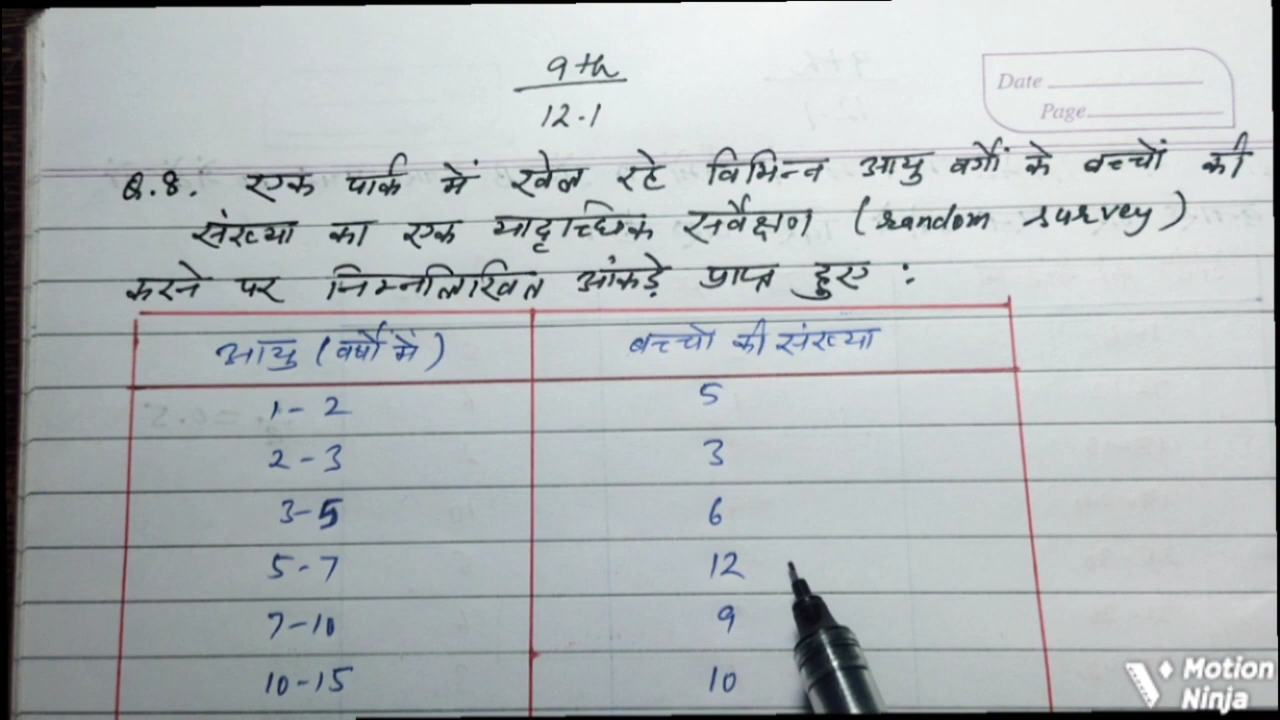 9th
12.1
Date
Page
Q.8. एक पार्क में खेल रहे विभिन्न आयु वर्गों के बच्चों की
संख्या का एक यादृच्छिक सर्वेक्षण (random survey)
करने पर निम्नलिखित आंकड़े प्राप्त हुए :
आयु (वर्षों में) बच्चों की संख्या
1-2 5
2-3 3
3-5 6
5-7 12
7-10 9
10-15 10
Motion
Ninja